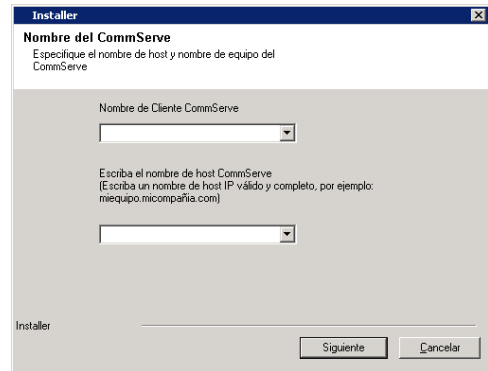 Installer
Nombre del CommServe
Especifique el nombre de host y nombre de equipo del
CommServe
Nombre de Cliente CommServe
Escriba el nombre de host CommServe
(Escriba un nombre de host IP válido y completo, por ejemplo:
miequipo.micompañia.com)
Installer
Siguiente
Cancelar